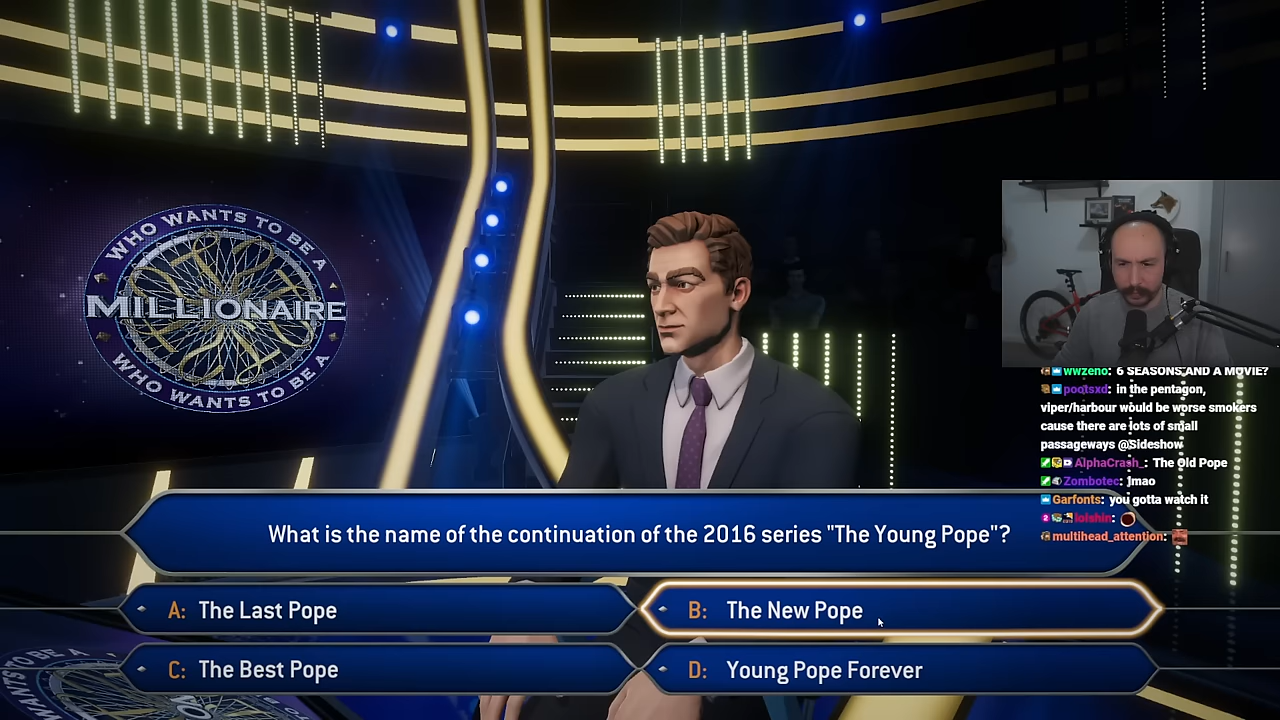 WHO WANTS TO BE A
MILLIONAIRE
WHO WANTS TO BE A
wwzeno: 6 SEASONS AND A MOVIE?
pootsxd: in the pentagon,
viper/harbour would be worse smokers
cause there are lots of small
passageways @Sideshow
AlphaCrash_: The Old Pope
Zombotec: lmao
Garfonts: you gotta watch it
loishin:
multihead_attention:
What is the name of the continuation of the 2016 series "The Young Pope"?
A: The Last Pope
B: The New Pope
C: The Best Pope
D: Young Pope Forever